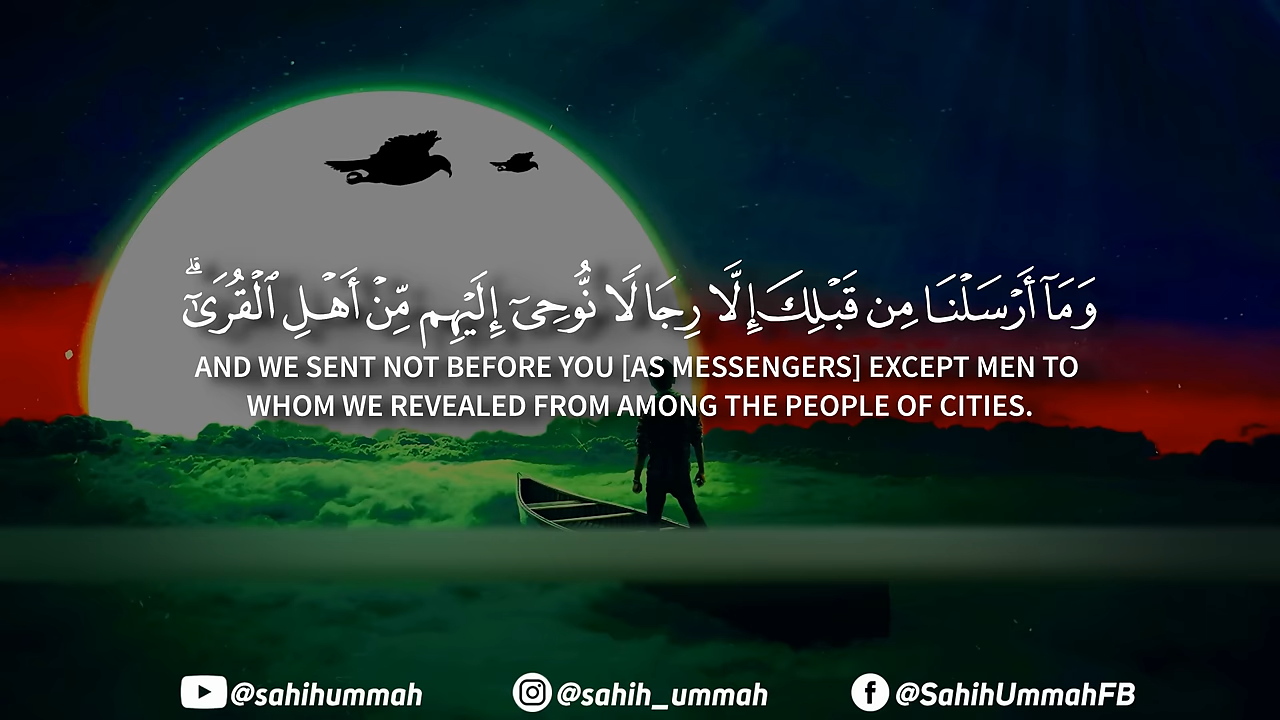 وَمَآ أَرْسَلْنَا مِن قَبْلِكَ إِلَّا رِجَالًا نُّوحِىٓ إِلَيْهِم مِّنْ أَهْلِ ٱلْقُرَىٰٓ ۗ
AND WE SENT NOT BEFORE YOU [AS MESSENGERS] EXCEPT MEN TO
WHOM WE REVEALED FROM AMONG THE PEOPLE OF CITIES.
@sahihummah @sahih_ummah @SahihUmmahFB